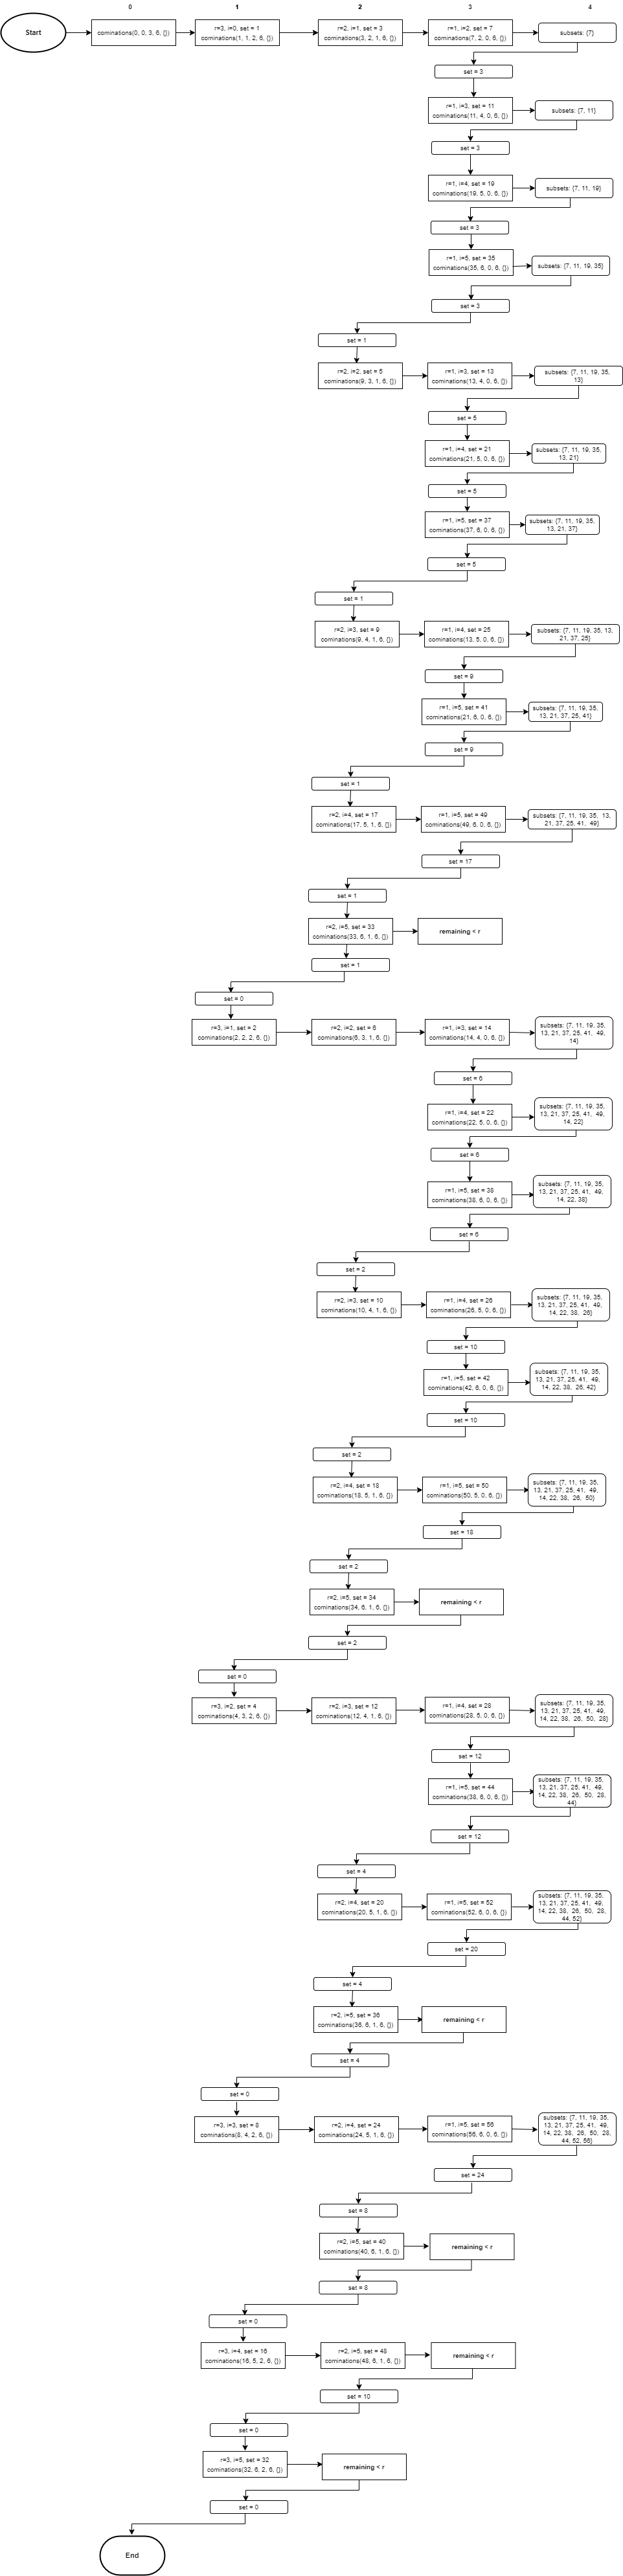 0
1
2
3
4
Start
cominations(0, 0, 3, 6, {})
r=3, i=0, set = 1
cominations(1, 1, 2, 6, {})
r=2, i=1, set = 3
cominations(3, 2, 1, 6, {})
r=1, i=2, set = 7
cominations(7, 2, 0, 6, {})
subsets: {7}
set = 3
r=1, i=3, set = 11
cominations(11, 4, 0, 6, {})
subsets: {7, 11}
set = 3
r=1, i=4, set = 19
cominations(19, 5, 0, 6, {})
subsets: {7, 11, 19}
set = 3
r=1, i=5, set = 35
cominations(35, 6, 0, 6, {})
subsets: {7, 11, 19, 35}
set = 3
set = 1
r=2, i=2, set = 5
cominations(9, 3, 1, 6, {})
r=1, i=3, set = 13
cominations(13, 4, 0, 6, {})
subsets: {7, 11, 19, 35,
13}
set = 5
r=1, i=4, set = 21
cominations(21, 5, 0, 6, {})
subsets: {7, 11, 19, 35,
13, 21}
set = 5
r=1, i=5, set = 37
cominations(37, 6, 0, 6, {})
subsets: {7, 11, 19, 35,
13, 21, 37}
set = 5
set = 1
r=2, i=3, set = 9
cominations(9, 4, 1, 6, {})
r=1, i=4, set = 25
cominations(13, 5, 0, 6, {})
subsets: {7, 11, 19, 35, 13,
21, 37, 25}
set = 9
r=1, i=5, set = 41
cominations(21, 6, 0, 6, {})
subsets: {7, 11, 19, 35,
13, 21, 37, 25, 41}
set = 9
set = 1
r=2, i=4, set = 17
cominations(17, 5, 1, 6, {})
r=1, i=5, set = 49
cominations(49, 6, 0, 6, {})
subsets: {7, 11, 19, 35, 13,
21, 37, 25, 41, 49}
set = 17
set = 1
r=2, i=5, set = 33
cominations(33, 6, 1, 6, {})
remaining < r
set = 1
set = 0
r=3, i=1, set = 2
cominations(2, 2, 2, 6, {})
r=2, i=2, set = 6
cominations(6, 3, 1, 6, {})
r=1, i=3, set = 14
cominations(14, 4, 0, 6, {})
subsets: {7, 11, 19, 35,
13, 21, 37, 25, 41, 49,
14}
set = 6
r=1, i=4, set = 22
cominations(22, 5, 0, 6, {})
subsets: {7, 11, 19, 35,
13, 21, 37, 25, 41, 49,
14, 22}
set = 6
r=1, i=5, set = 38
cominations(38, 6, 0, 6, {})
subsets: {7, 11, 19, 35,
13, 21, 37, 25, 41, 49,
14, 22, 38}
set = 6
set = 2
r=2, i=3, set = 10
cominations(10, 4, 1, 6, {})
r=1, i=4, set = 26
cominations(26, 5, 0, 6, {})
subsets: {7, 11, 19, 35,
13, 21, 37, 25, 41, 49,
14, 22, 38, 26}
set = 10
r=1, i=5, set = 42
cominations(42, 6, 0, 6, {})
subsets: {7, 11, 19, 35,
13, 21, 37, 25, 41, 49,
14, 22, 38, 26, 42}
set = 10
set = 2
r=2, i=4, set = 18
cominations(18, 5, 1, 6, {})
r=1, i=5, set = 50
cominations(50, 5, 0, 6, {})
subsets: {7, 11, 19, 35,
13, 21, 37, 25, 41, 49,
14, 22, 38, 26, 50}
set = 18
set = 2
r=2, i=5, set = 34
cominations(34, 6, 1, 6, {})
remaining < r
set = 2
set = 0
r=3, i=2, set = 4
cominations(4, 3, 2, 6, {})
r=2, i=3, set = 12
cominations(12, 4, 1, 6, {})
r=1, i=4, set = 28
cominations(28, 5, 0, 6, {})
subsets: {7, 11, 19, 35,
13, 21, 37, 25, 41, 49,
14, 22, 38, 26, 50, 28}
set = 12
r=1, i=5, set = 44
cominations(38, 6, 0, 6, {})
subsets: {7, 11, 19, 35,
13, 21, 37, 25, 41, 49,
14, 22, 38, 26, 50, 28,
44}
set = 12
set = 4
r=2, i=4, set = 20
cominations(20, 5, 1, 6, {})
r=1, i=5, set = 52
cominations(52, 6, 0, 6, {})
subsets: {7, 11, 19, 35,
13, 21, 37, 25, 41, 49,
14, 22, 38, 26, 50, 28,
44, 52}
set = 20
set = 4
r=2, i=5, set = 36
cominations(36, 6, 1, 6, {})
remaining < r
set = 4
set = 0
r=3, i=3, set = 8
cominations(8, 4, 2, 6, {})
r=2, i=4, set = 24
cominations(24, 5, 1, 6, {})
r=1, i=5, set = 56
cominations(56, 6, 0, 6, {})
subsets: {7, 11, 19, 35,
13, 21, 37, 25, 41, 49,
14, 22, 38, 26, 50, 28,
44, 52, 56}
set = 24
set = 8
r=2, i=5, set = 40
cominations(40, 6, 1, 6, {})
remaining < r
set = 8
set = 0
r=3, i=4, set = 16
cominations(16, 5, 2, 6, {})
r=2, i=5, set = 48
cominations(48, 6, 1, 6, {})
remaining < r
set = 10
set = 0
r=3, i=5, set = 32
cominations(32, 6, 2, 6, {})
remaining < r
set = 0
End